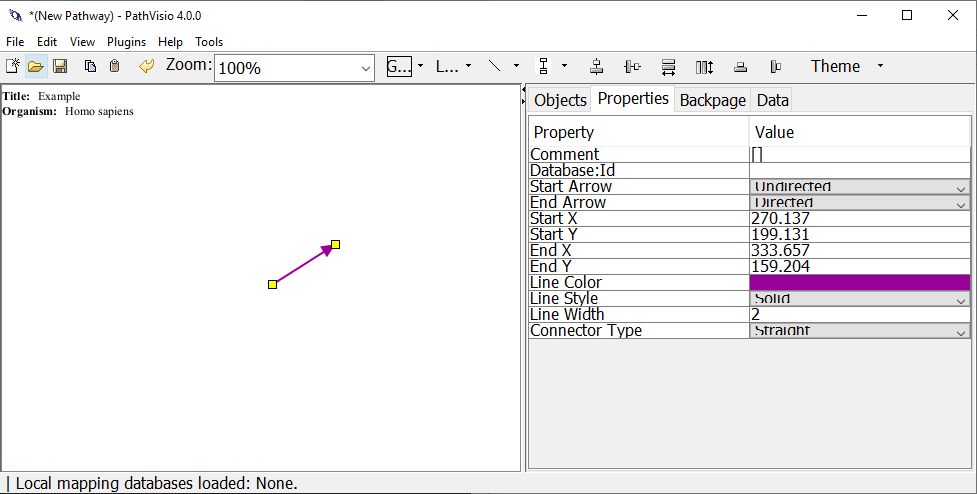 *(New Pathway) - PathVisio 4.0.0
File Edit View Plugins Help Tools
Zoom: 100% G... L... Theme
Title: Example
Organism: Homo sapiens
Objects Properties Backpage Data
Property Value
Comment []
Database:Id
Start Arrow Undirected
End Arrow Directed
Start X 270.137
Start Y 199.131
End X 333.657
End Y 159.204
Line Color
Line Style Solid
Line Width 2
Connector Type Straight
| Local mapping databases loaded: None.